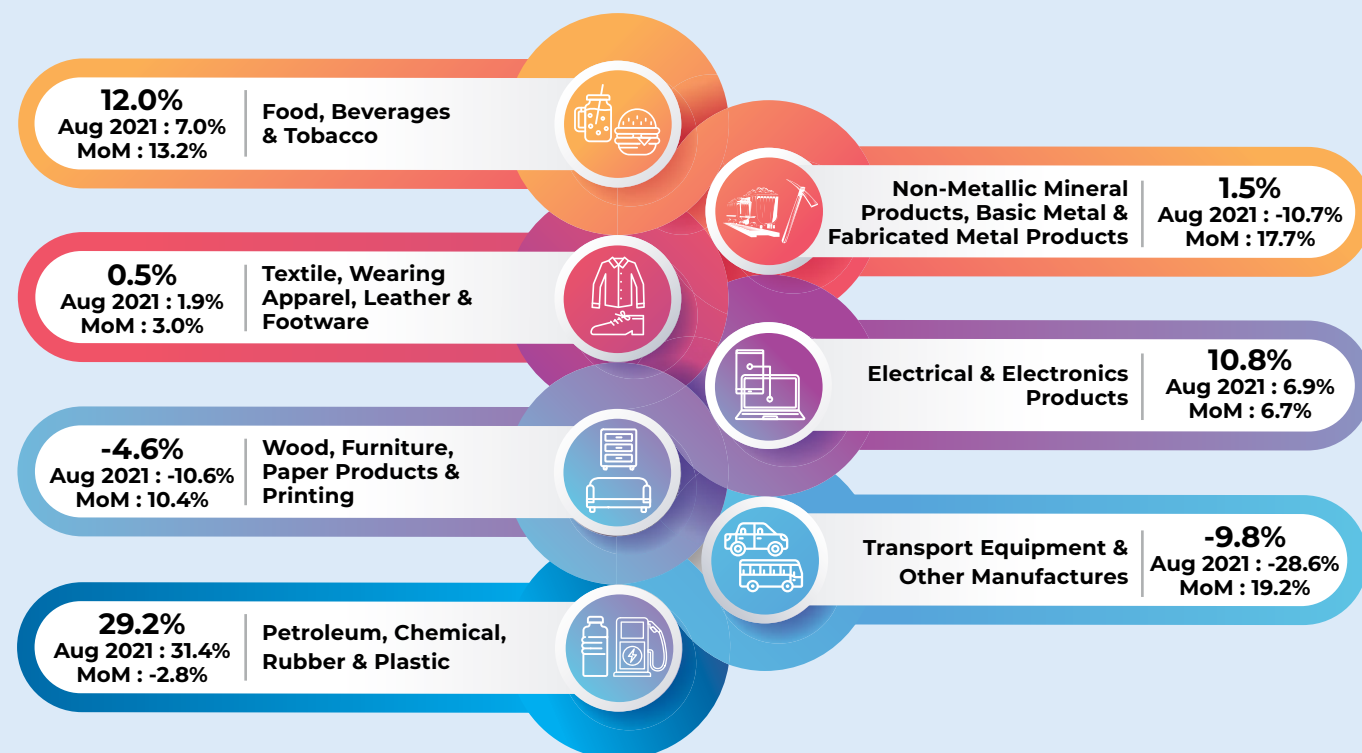 12.0%
Aug 2021 : 7.0%
MoM : 13.2%
Food, Beverages
& Tobacco
Non-Metallic Mineral
Products, Basic Metal &
Fabricated Metal Products
1.5%
Aug 2021 : -10.7%
MoM : 17.7%
0.5%
Aug 2021 : 1.9%
MoM : 3.0%
Textile, Wearing
Apparel, Leather &
Footware
Electrical & Electronics
Products
10.8%
Aug 2021 : 6.9%
MoM : 6.7%
-4.6%
Aug 2021 : -10.6%
MoM : 10.4%
Wood, Furniture,
Paper Products &
Printing
Transport Equipment &
Other Manufactures
-9.8%
Aug 2021 : -28.6%
MoM : 19.2%
29.2%
Aug 2021 : 31.4%
MoM : -2.8%
Petroleum, Chemical,
Rubber & Plastic